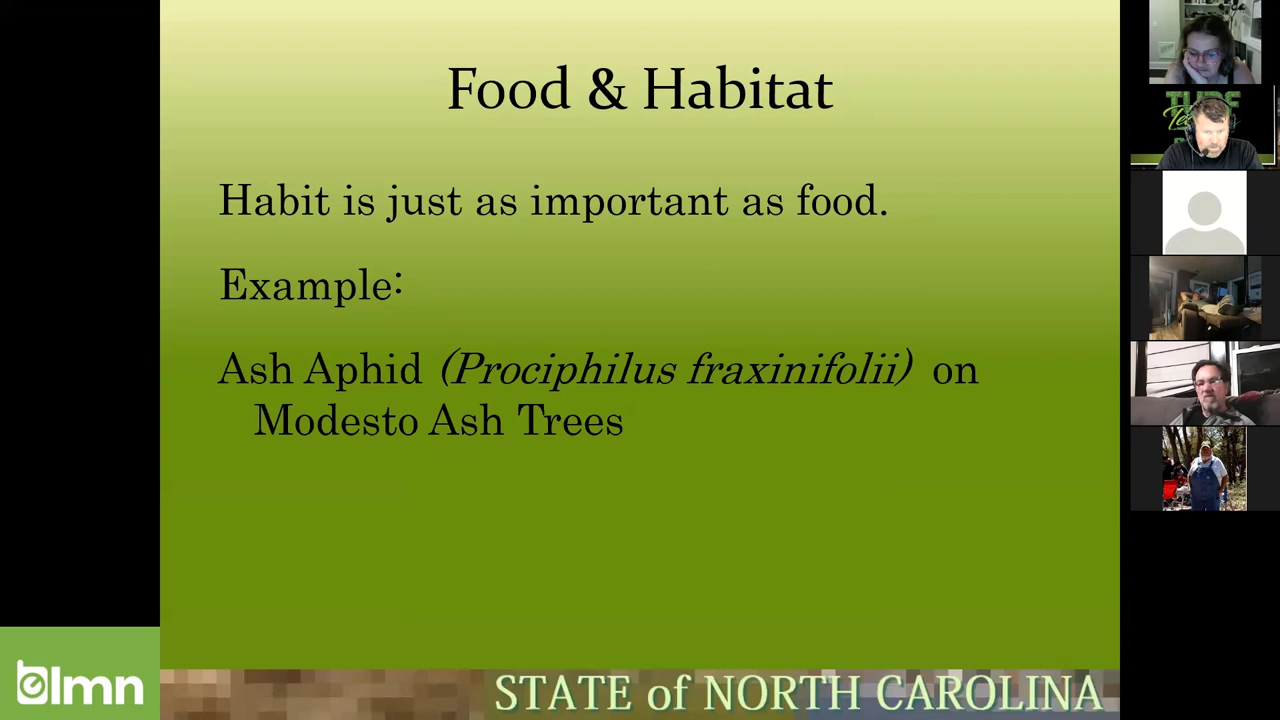 Food & Habitat
Habit is just as important as food.
Example:
Ash Aphid (Prociphilus fraxinifolii) on
Modesto Ash Trees
lmn
STATE of NORTH CAROLINA
TURF